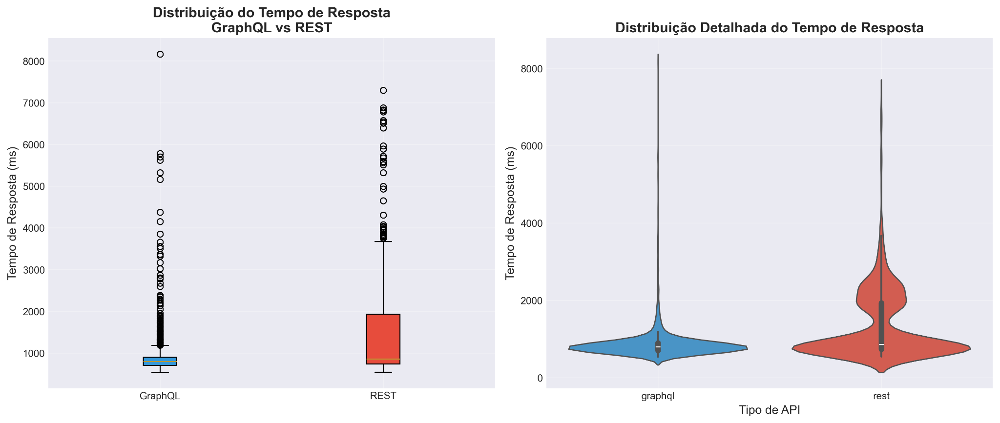 Distribuição do Tempo de Resposta
GraphQL vs REST
Tempo de Resposta (ms)
8000
7000
6000
5000
4000
3000
2000
1000
GraphQL
REST
Distribuição Detalhada do Tempo de Resposta
Tempo de Resposta (ms)
8000
6000
4000
2000
0
graphql
rest
Tipo de API